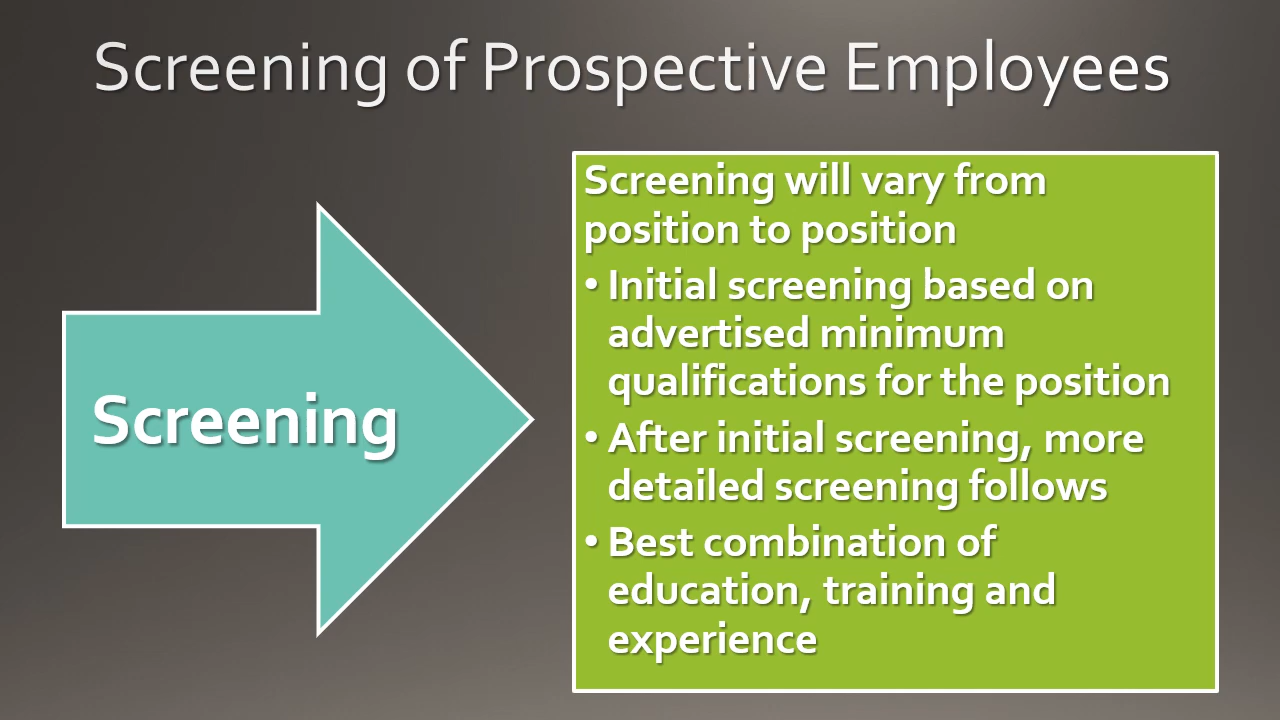 Screening of Prospective Employees
Screening
Screening will vary from
position to position
• Initial screening based on
advertised minimum
qualifications for the position
• After initial screening, more
detailed screening follows
• Best combination of
education, training and
experience